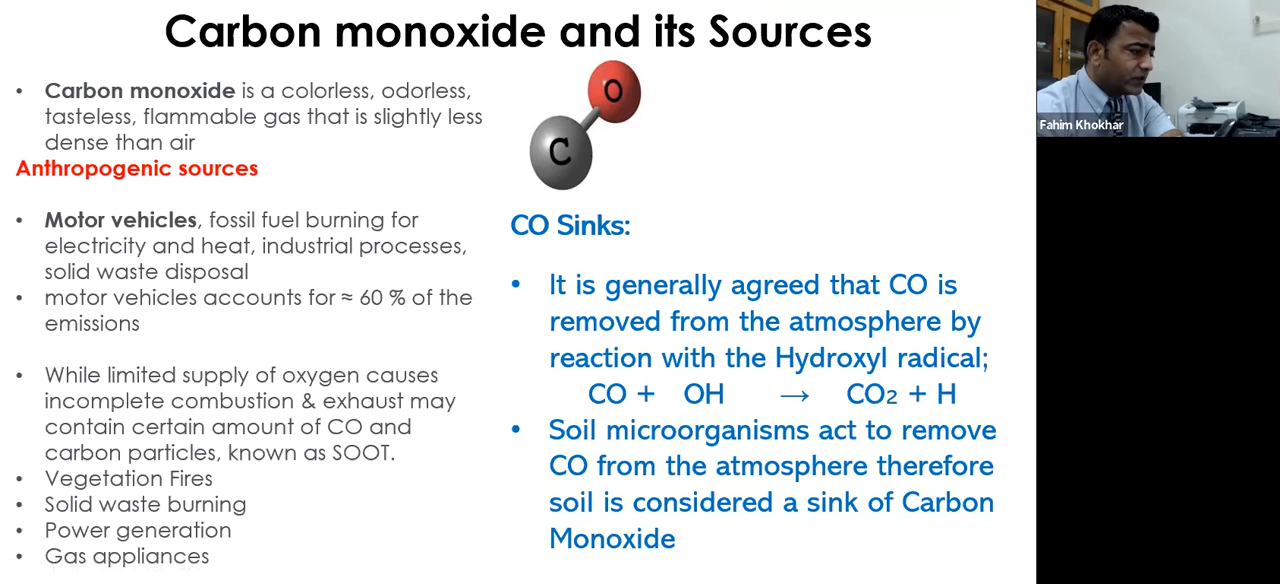 Carbon monoxide and its Sources
• Carbon monoxide is a colorless, odorless,
tasteless, flammable gas that is slightly less
dense than air
Anthropogenic sources
• Motor vehicles, fossil fuel burning for
electricity and heat, industrial processes,
solid waste disposal
• motor vehicles accounts for ≈ 60 % of the
emissions
• While limited supply of oxygen causes
incomplete combustion & exhaust may
contain certain amount of CO and
carbon particles, known as SOOT.
• Vegetation Fires
• Solid waste burning
• Power generation
• Gas appliances
O
C
CO Sinks:
• It is generally agreed that CO is
removed from the atmosphere by
reaction with the Hydroxyl radical;
CO + OH → CO₂ + H
• Soil microorganisms act to remove
CO from the atmosphere therefore
soil is considered a sink of Carbon
Monoxide
Fahim Khokhar